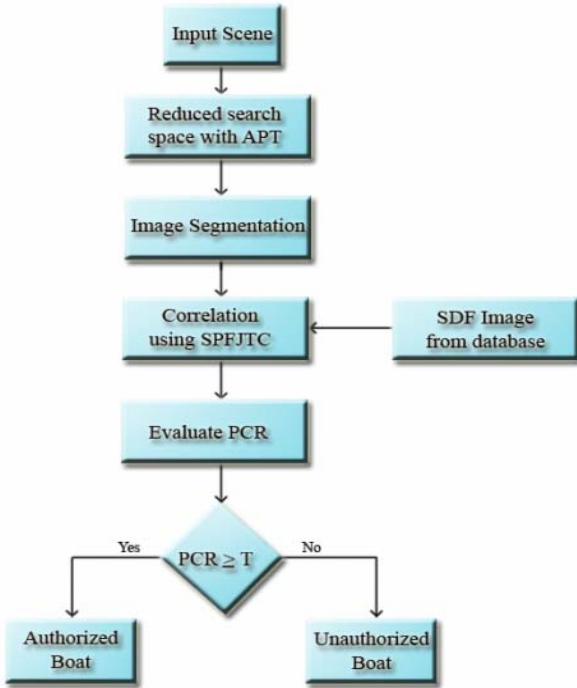 Input Scene
Reduced search
space with APT
Image Segmentation
Correlation
using SPFJTC
SDF Image
from database
Evaluate PCR
PCR ≥ T
Yes
No
Authorized
Boat
Unauthorized
Boat